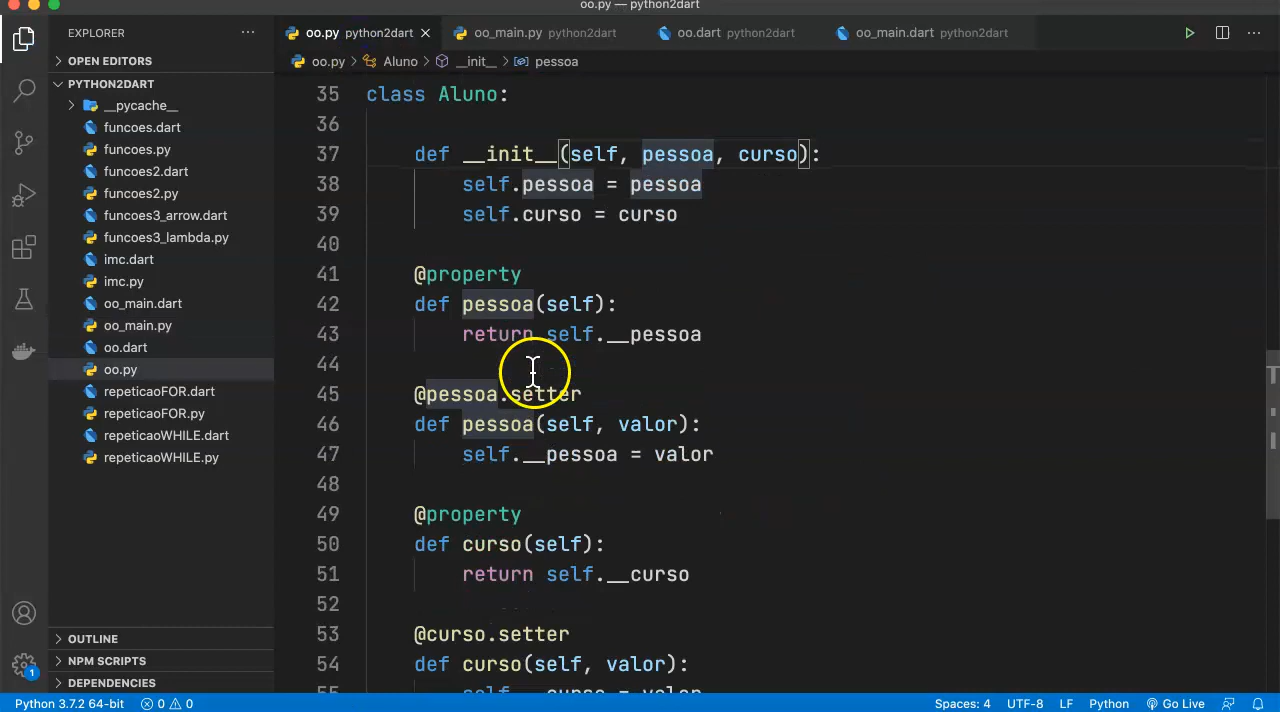 oo.py — python2dart
EXPLORER ···
oo.py python2dart × oo_main.py python2dart oo.dart python2dart oo_main.dart python2dart ···
oo.py > Aluno > __init__ > pessoa
OPEN EDITORS
PYTHON2DART
__pycache__
funcoes.dart
funcoes.py
funcoes2.dart
funcoes2.py
funcoes3_arrow.dart
funcoes3_lambda.py
imc.dart
imc.py
oo_main.dart
oo_main.py
oo.dart
oo.py
repeticaoFOR.dart
repeticaoFOR.py
repeticaoWHILE.dart
repeticaoWHILE.py
OUTLINE
NPM SCRIPTS
DEPENDENCIES
35 class Aluno:
36
37 def __init__(self, pessoa, curso):
38 self.pessoa = pessoa
39 self.curso = curso
40
41 @property
42 def pessoa(self):
43 return self.__pessoa
44
45 @pessoa.setter
46 def pessoa(self, valor):
47 self.__pessoa = valor
48
49 @property
50 def curso(self):
51 return self.__curso
52
53 @curso.setter
54 def curso(self, valor):
55 self.__curso = valor
1
Python 3.7.2 64-bit 0 0 Spaces: 4 UTF-8 LF Python Go Live